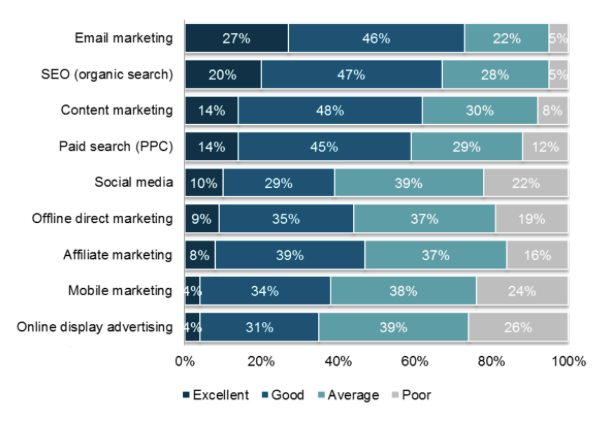 Email marketing 27% 46% 22% 5%
SEO (organic search) 20% 47% 28% 5%
Content marketing 14% 48% 30% 8%
Paid search (PPC) 14% 45% 29% 12%
Social media 10% 29% 39% 22%
Offline direct marketing 9% 35% 37% 19%
Affiliate marketing 8% 39% 37% 16%
Mobile marketing 4% 34% 38% 24%
Online display advertising 4% 31% 39% 26%
0% 20% 40% 60% 80% 100%
Excellent Good Average Poor